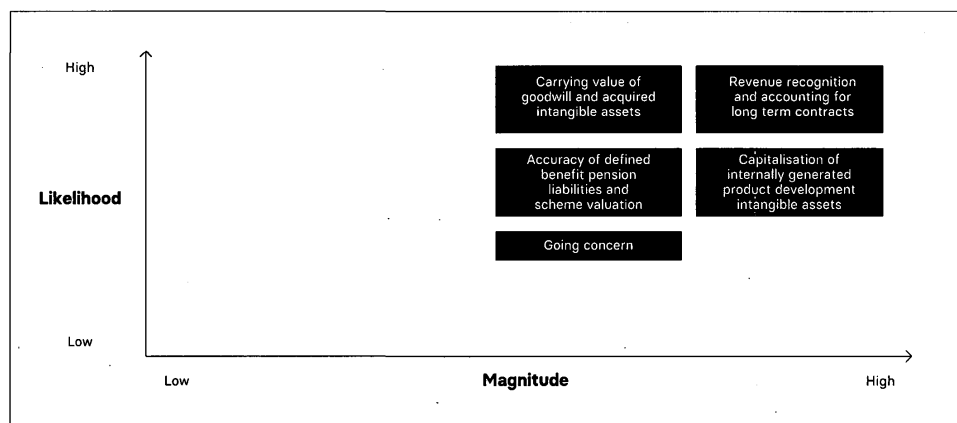 High
Carrying value of
goodwill and acquired
intangible assets
Revenue recognition
and accounting for
long term contracts
Likelihood
Accuracy of defined
benefit pension
liabilities and
scheme valuation
Capitalisation of
internally generated
product development
intangible assets
Going concern
Low
Low
Magnitude
High